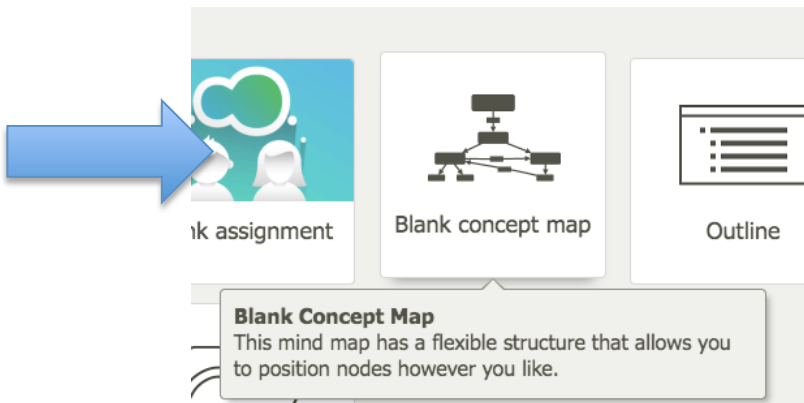 assignment
Blank concept map
Outline
Blank Concept Map
This mind map has a flexible structure that allows you
to position nodes however you like.